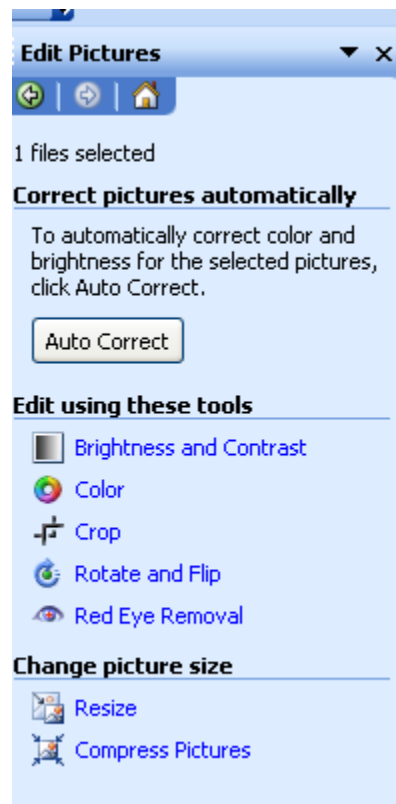 Edit Pictures
1 files selected
Correct pictures automatically
To automatically correct color and
brightness for the selected pictures,
click Auto Correct.
Auto Correct
Edit using these tools
Brightness and Contrast
Color
Crop
Rotate and Flip
Red Eye Removal
Change picture size
Resize
Compress Pictures